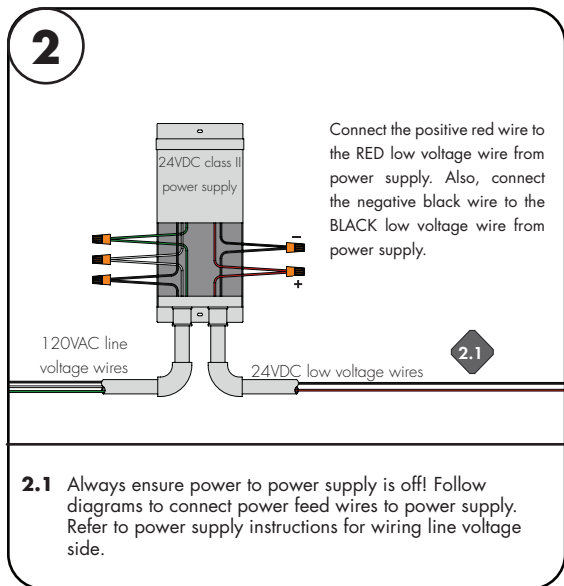 2
24VDC class II
power supply
Connect the positive red wire to
the RED low voltage wire from
power supply. Also, connect
the negative black wire to the
BLACK low voltage wire from
power supply.
–
+
120VAC line
voltage wires
24VDC low voltage wires
2.1
2.1 Always ensure power to power supply is off! Follow
diagrams to connect power feed wires to power supply.
Refer to power supply instructions for wiring line voltage
side.